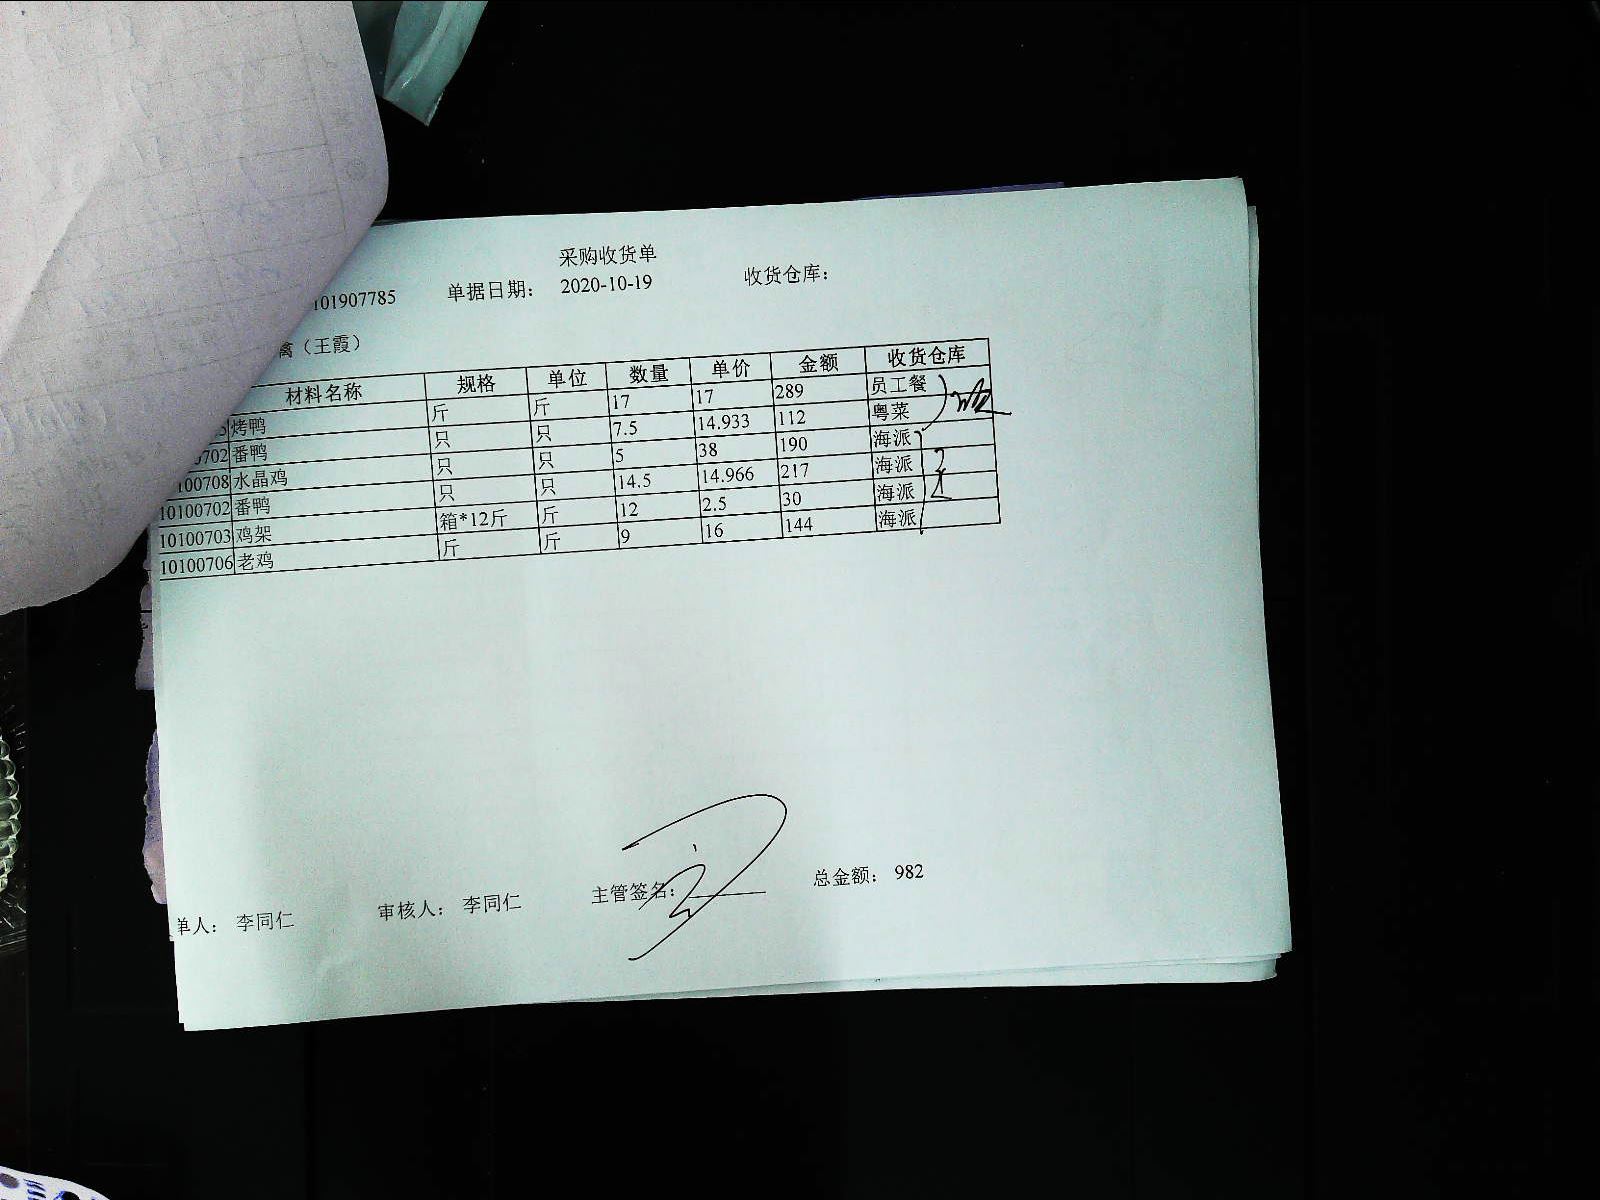 采购收货单
101907785 单据日期： 2020-10-19 收货仓库：
禽（王霞）
材料名称 规格 单位 数量 单价 金额 收货仓库
5 烤鸭 斤 斤 17 17 289 员工餐
0702 番鸭 只 只 7.5 14.933 112 粤菜
100708 水晶鸡 只 只 5 38 190 海派
10100702 番鸭 只 只 14.5 14.966 217 海派
10100703 鸡架 箱*12斤 斤 12 2.5 30 海派
10100706 老鸡 斤 斤 9 16 144 海派
单人： 李同仁 审核人： 李同仁 主管签名： 总金额： 982